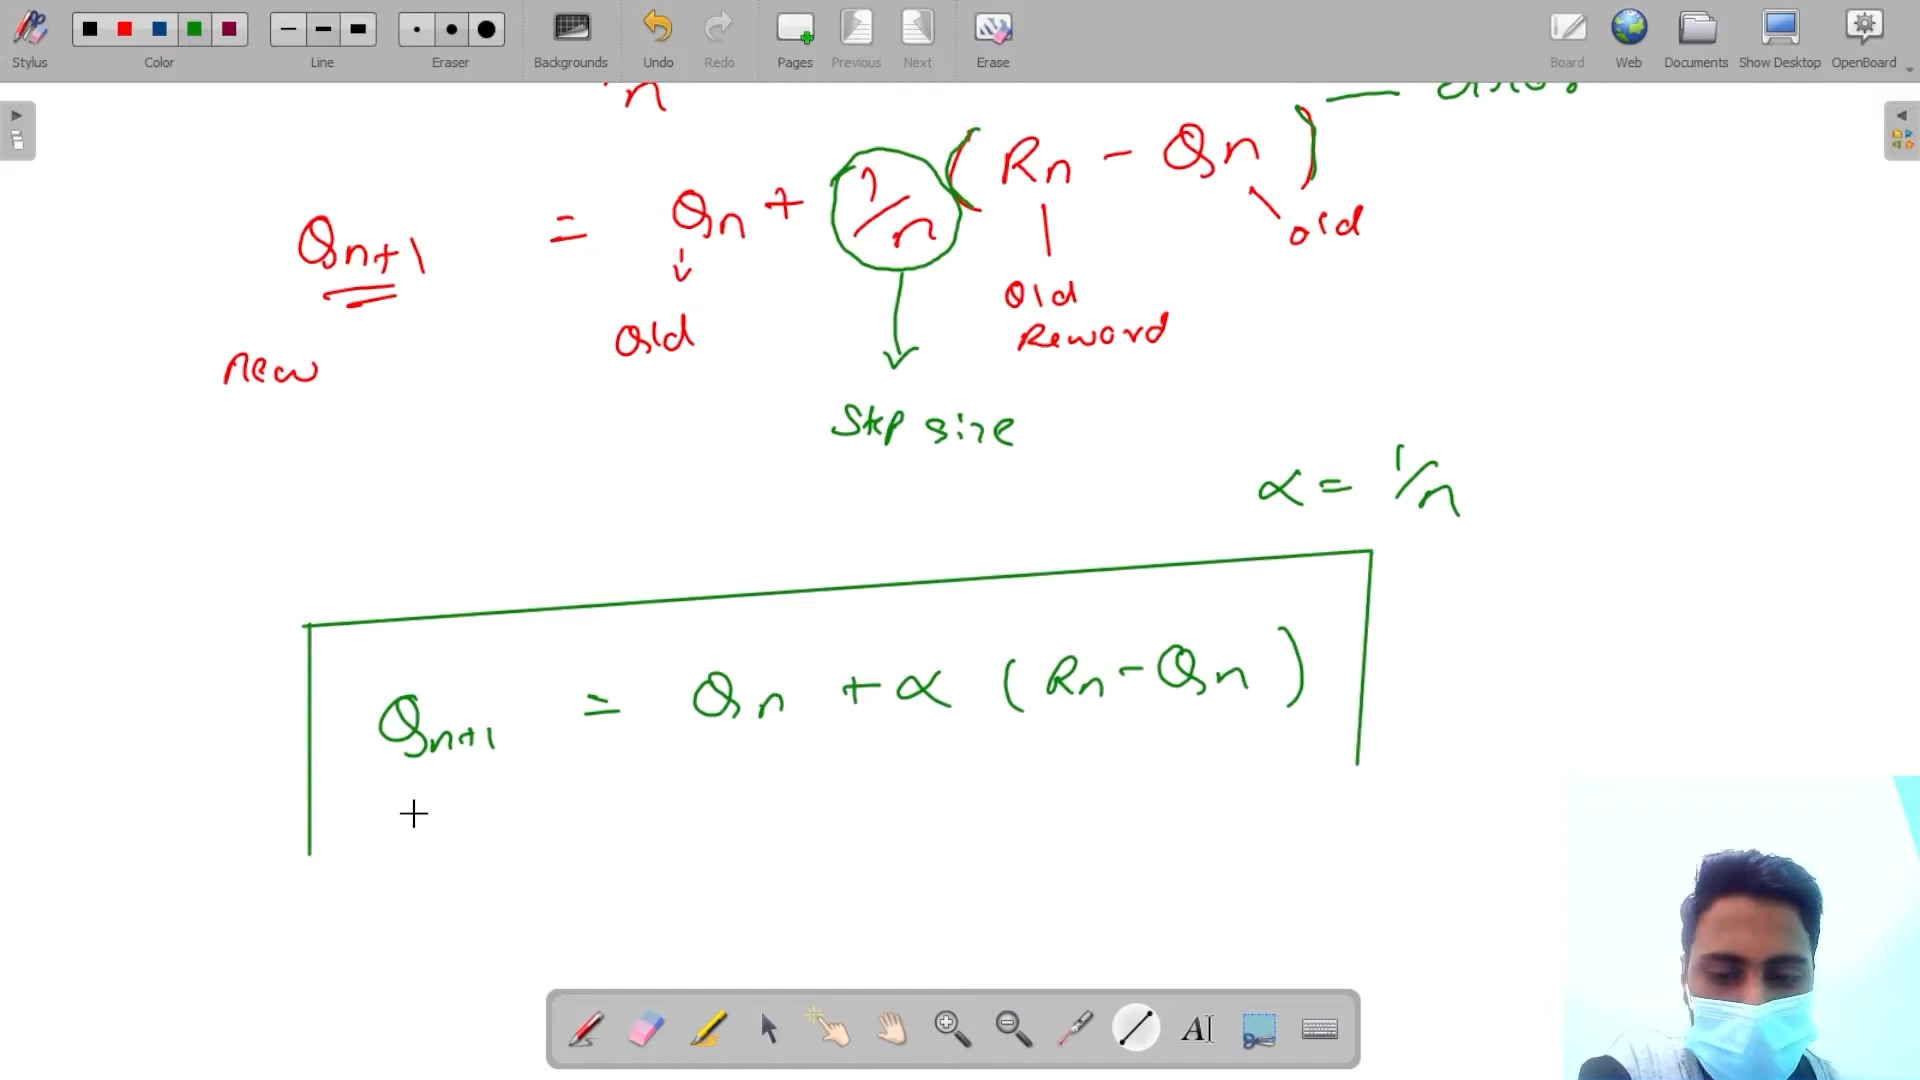 Stylus Color Line Eraser Backgrounds Undo Redo Pages Previous Next Erase Board Web Documents Show Desktop OpenBoard
n
Qn+1 = Qn + 1/n (Rn - Qn)
new
old
old Reword
old
Step size
α = 1/n
Qn+1 = Qn + α (Rn - Qn)